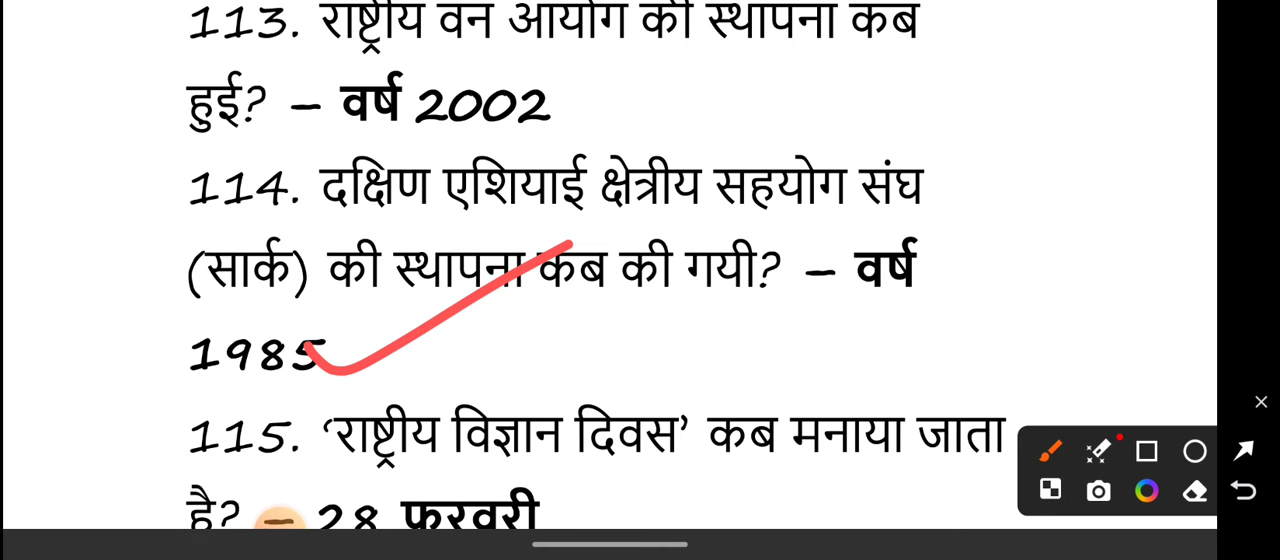 113. राष्ट्रीय वन आयोग की स्थापना कब
हुई? – वर्ष 2002
114. दक्षिण एशियाई क्षेत्रीय सहयोग संघ
(सार्क) की स्थापना कब की गयी? – वर्ष
1985
115. ‘राष्ट्रीय विज्ञान दिवस’ कब मनाया जाता
है? 28 फरवरी